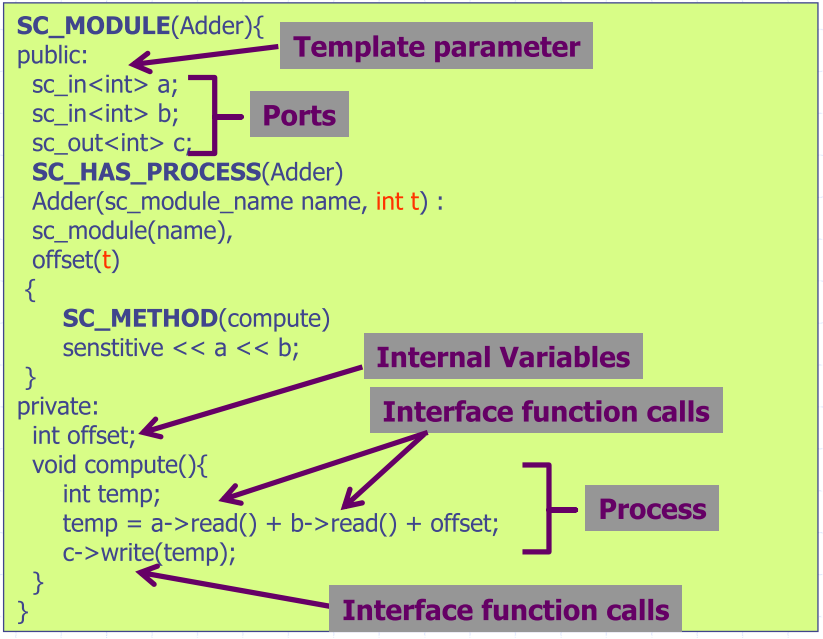 SC_MODULE(Adder){
Template parameter
public:
sc_in<int> a;
sc_in<int> b;
Ports
sc_out<int> c;
SC_HAS_PROCESS(Adder)
Adder(sc_module_name name, int t) :
sc_module(name),
offset(t)
{
SC_METHOD(compute)
senstitive << a << b;
Internal Variables
}
private:
Interface function calls
int offset;
void compute(){
int temp;
Process
temp = a->read() + b->read() + offset;
c->write(temp);
}
Interface function calls
}